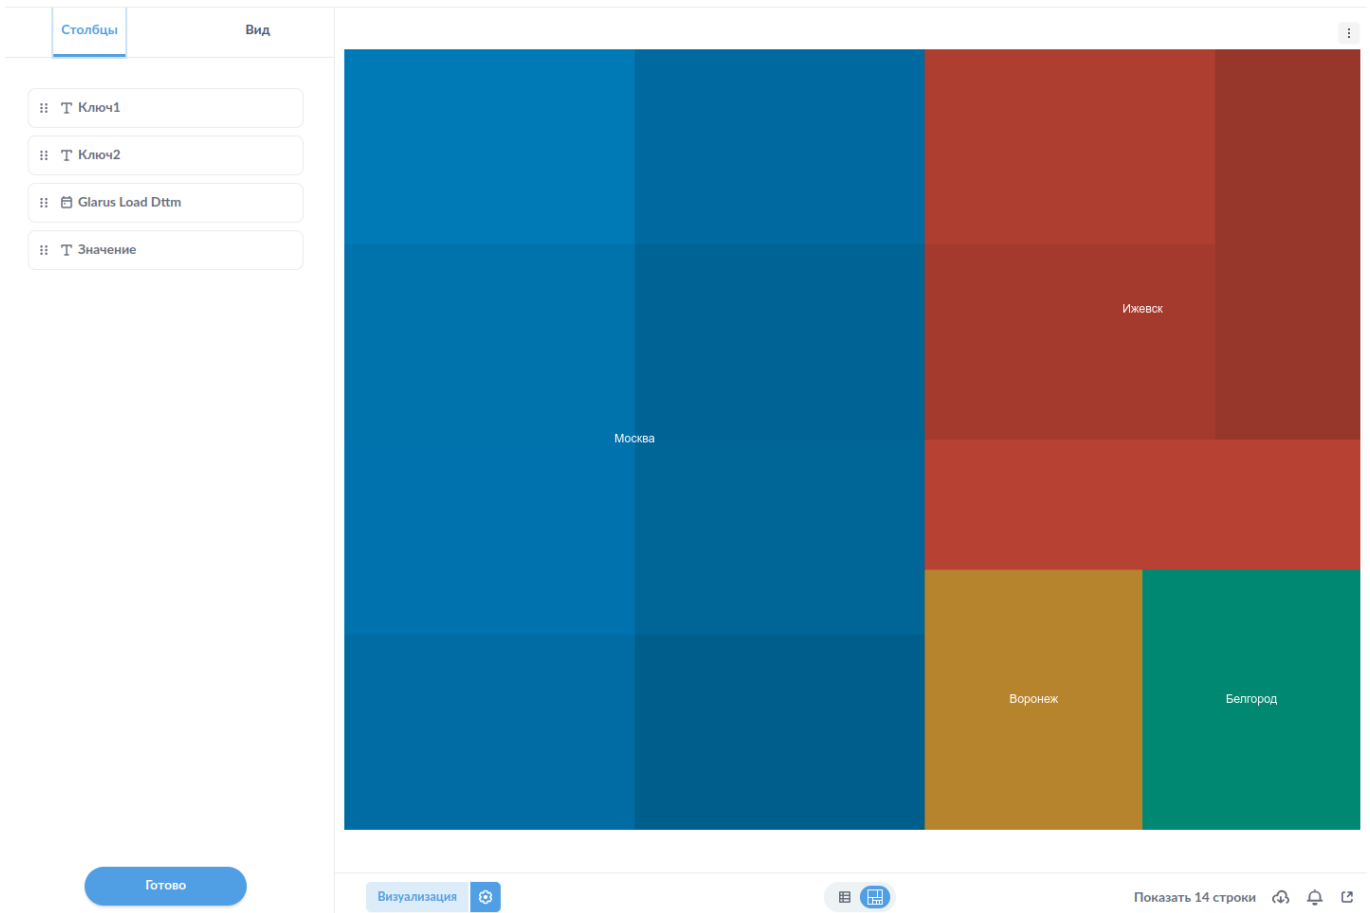 Столбцы
Вид
Ключ1
Ключ2
Glarus Load Dttm
Значение
Готово
Москва
Ижевск
Воронеж
Белгород
Визуализация
Показать 14 строки